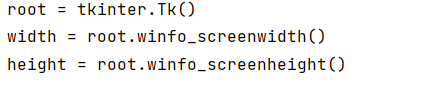 root = tkinter.Tk()
width = root.winfo_screenwidth()
height = root.winfo_screenheight()